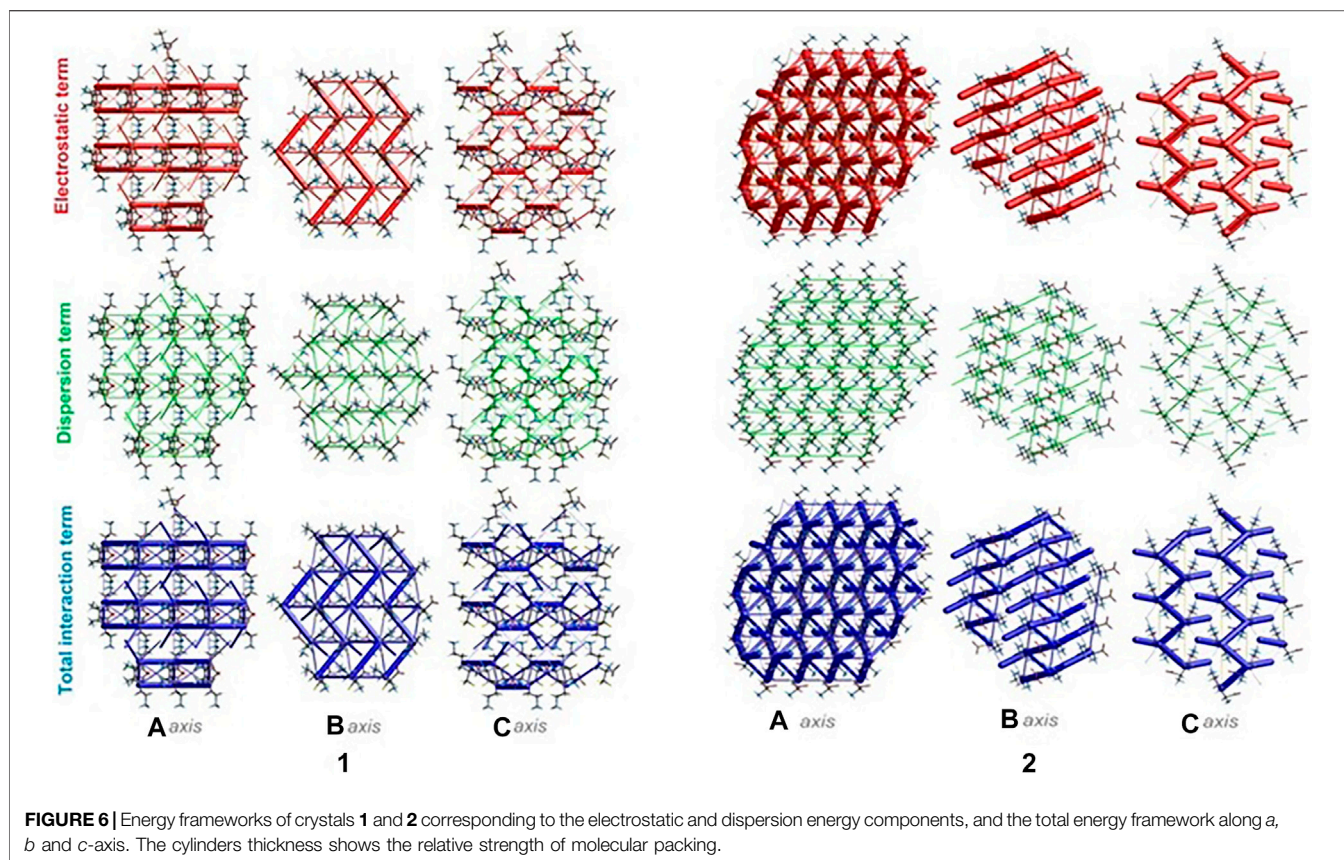 Electrostatic term
Dispersion term
Total interaction term
A axis
B axis
C axis
A axis
B axis
C axis
1
2
FIGURE 6 | Energy frameworks of crystals 1 and 2 corresponding to the electrostatic and dispersion energy components, and the total energy framework along a,
b and c-axis. The cylinders thickness shows the relative strength of molecular packing.